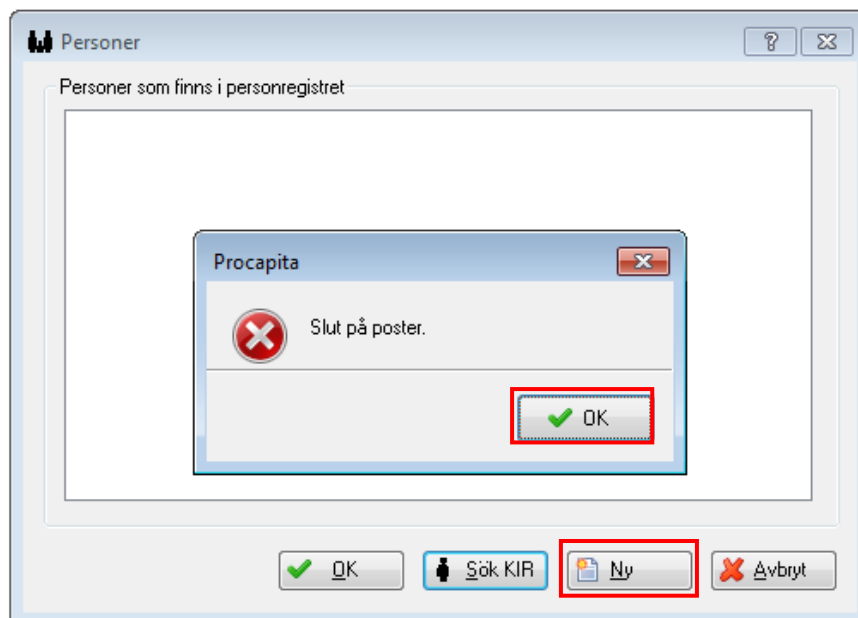 Personer
Personer som finns i personregistret
Procapita
Slut på poster.
OK
OK
Sök KIR
Ny
Avbryt